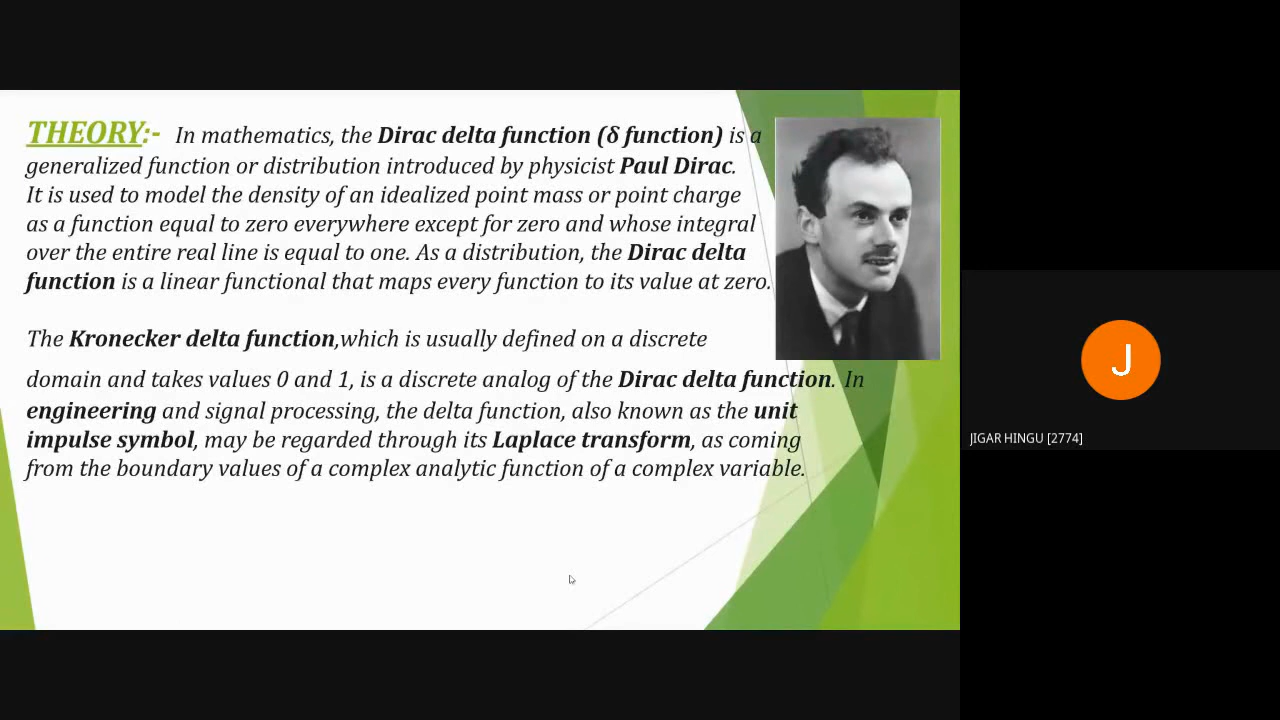 THEORY:- In mathematics, the Dirac delta function (δ function) is a
generalized function or distribution introduced by physicist Paul Dirac.
It is used to model the density of an idealized point mass or point charge
as a function equal to zero everywhere except for zero and whose integral
over the entire real line is equal to one. As a distribution, the Dirac delta
function is a linear functional that maps every function to its value at zero.
The Kronecker delta function,which is usually defined on a discrete
domain and takes values 0 and 1, is a discrete analog of the Dirac delta function. In
engineering and signal processing, the delta function, also known as the unit
impulse symbol, may be regarded through its Laplace transform, as coming
from the boundary values of a complex analytic function of a complex variable.
J
JIGAR HINGU [2774]